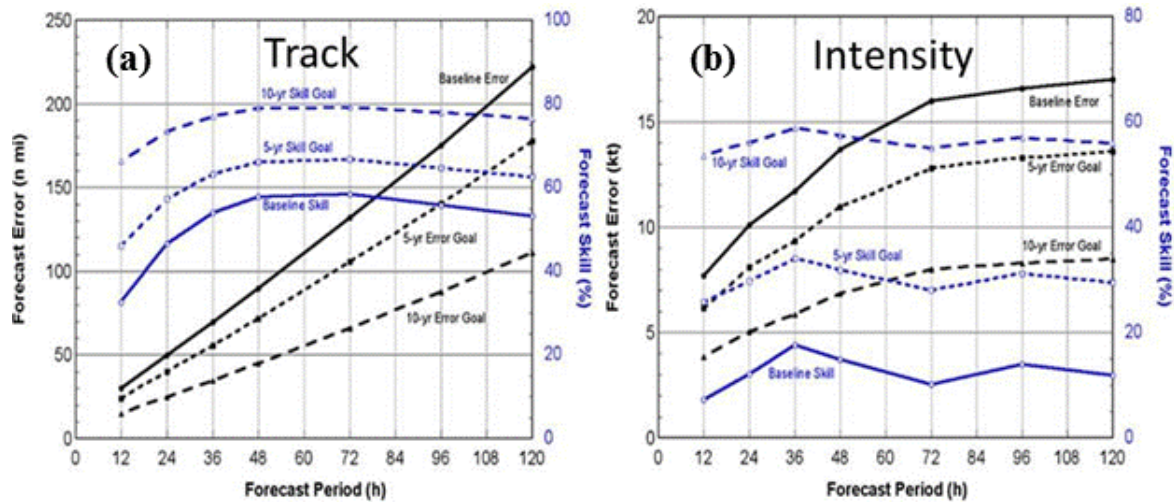 (a) Track
Forecast Error (n mi)
250
200
150
100
50
0
100
80
60
40
20
0
Forecast Skill (%)
Baseline Error
10-yr Skill Goal
5-yr Skill Goal
Baseline Skill
5-yr Error Goal
10-yr Error Goal
0 12 24 36 48 60 72 84 96 108 120
Forecast Period (h)
(b) Intensity
Forecast Error (kt)
20
15
10
5
0
80
60
40
20
0
Forecast Skill (%)
Baseline Error
10-yr Skill Goal
5-yr Error Goal
10-yr Error Goal
5-yr Skill Goal
Baseline Skill
0 12 24 36 48 60 72 84 96 108 120
Forecast Period (h)